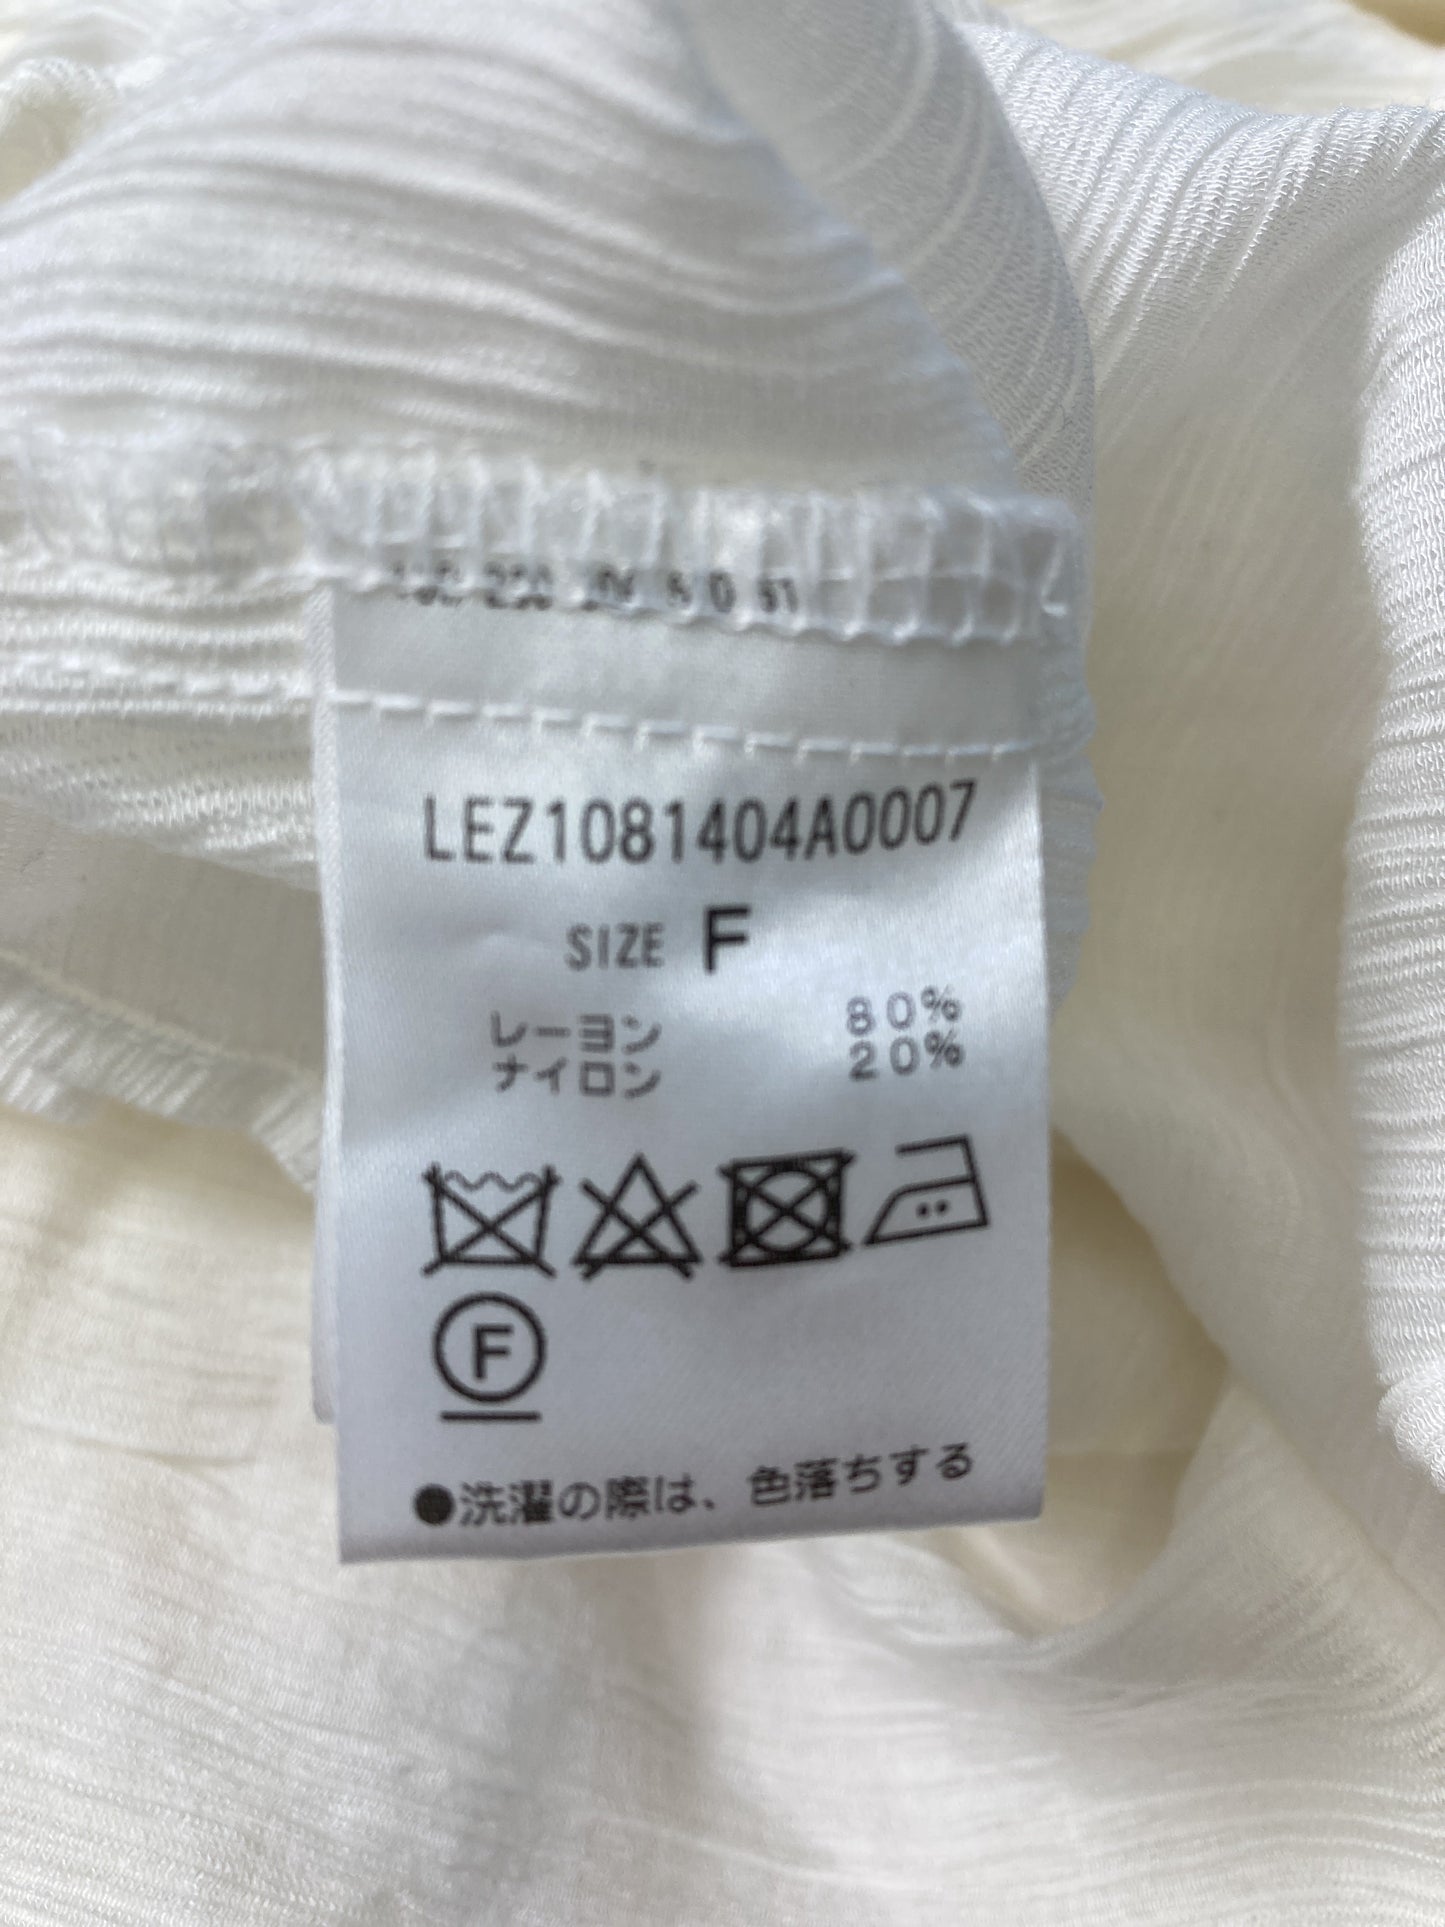 LEZ1081404A0007
SIZE F
レーヨン 80%
ナイロン 20%
F
●洗濯の際は、色落ちする